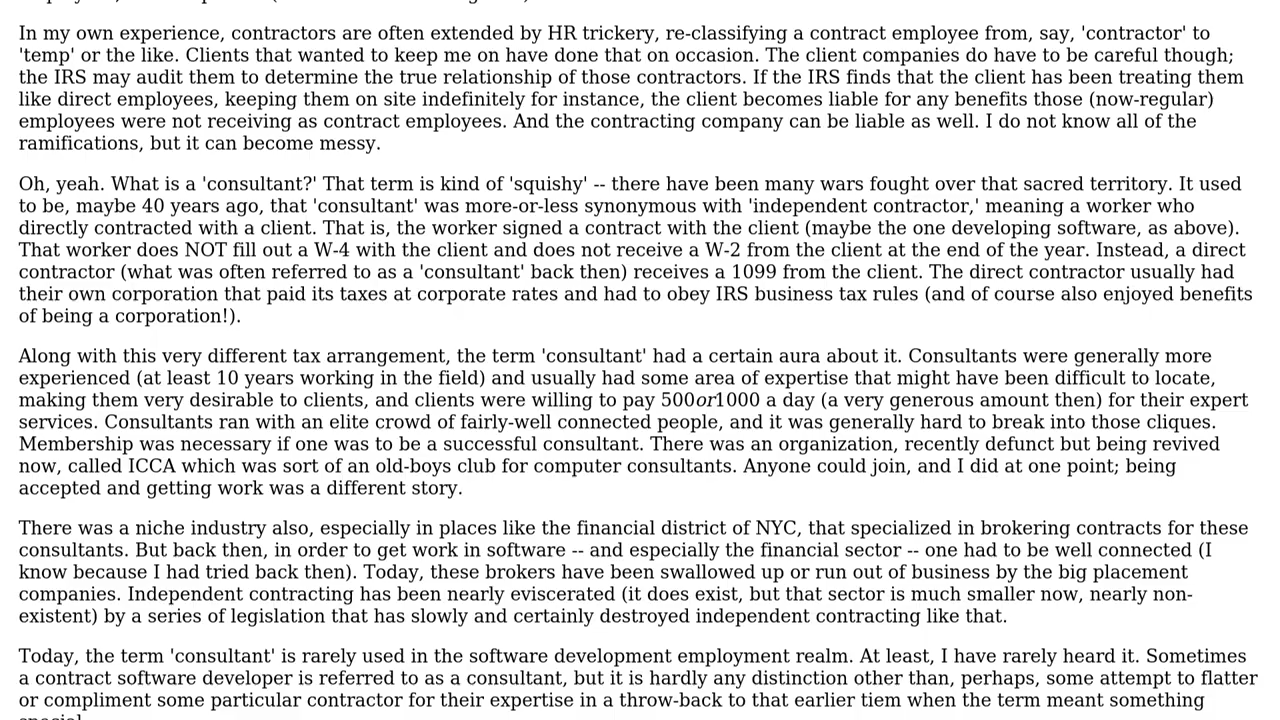 In my own experience, contractors are often extended by HR trickery, re-classifying a contract employee from, say, 'contractor' to
'temp' or the like. Clients that wanted to keep me on have done that on occasion. The client companies do have to be careful though;
the IRS may audit them to determine the true relationship of those contractors. If the IRS finds that the client has been treating them
like direct employees, keeping them on site indefinitely for instance, the client becomes liable for any benefits those (now-regular)
employees were not receiving as contract employees. And the contracting company can be liable as well. I do not know all of the
ramifications, but it can become messy.
Oh, yeah. What is a 'consultant?' That term is kind of 'squishy' -- there have been many wars fought over that sacred territory. It used
to be, maybe 40 years ago, that 'consultant' was more-or-less synonymous with 'independent contractor,' meaning a worker who
directly contracted with a client. That is, the worker signed a contract with the client (maybe the one developing software, as above).
That worker does NOT fill out a W-4 with the client and does not receive a W-2 from the client at the end of the year. Instead, a direct
contractor (what was often referred to as a 'consultant' back then) receives a 1099 from the client. The direct contractor usually had
their own corporation that paid its taxes at corporate rates and had to obey IRS business tax rules (and of course also enjoyed benefits
of being a corporation!).
Along with this very different tax arrangement, the term 'consultant' had a certain aura about it. Consultants were generally more
experienced (at least 10 years working in the field) and usually had some area of expertise that might have been difficult to locate,
making them very desirable to clients, and clients were willing to pay 500or1000 a day (a very generous amount then) for their expert
services. Consultants ran with an elite crowd of fairly-well connected people, and it was generally hard to break into those cliques.
Membership was necessary if one was to be a successful consultant. There was an organization, recently defunct but being revived
now, called ICCA which was sort of an old-boys club for computer consultants. Anyone could join, and I did at one point; being
accepted and getting work was a different story.
There was a niche industry also, especially in places like the financial district of NYC, that specialized in brokering contracts for these
consultants. But back then, in order to get work in software -- and especially the financial sector -- one had to be well connected (I
know because I had tried back then). Today, these brokers have been swallowed up or run out of business by the big placement
companies. Independent contracting has been nearly eviscerated (it does exist, but that sector is much smaller now, nearly non-
existent) by a series of legislation that has slowly and certainly destroyed independent contracting like that.
Today, the term 'consultant' is rarely used in the software development employment realm. At least, I have rarely heard it. Sometimes
a contract software developer is referred to as a consultant, but it is hardly any distinction other than, perhaps, some attempt to flatter
or compliment some particular contractor for their expertise in a throw-back to that earlier tiem when the term meant something